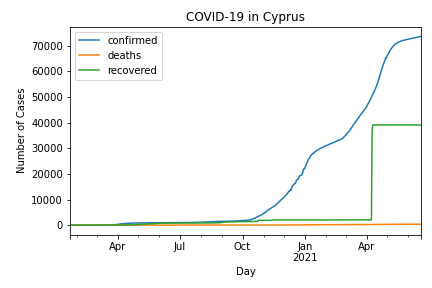 COVID-19 in Cyprus
confirmed
deaths
recovered
Number of Cases
70000
60000
50000
40000
30000
20000
10000
0
Apr
Jul
Oct
Jan
2021
Apr
Day